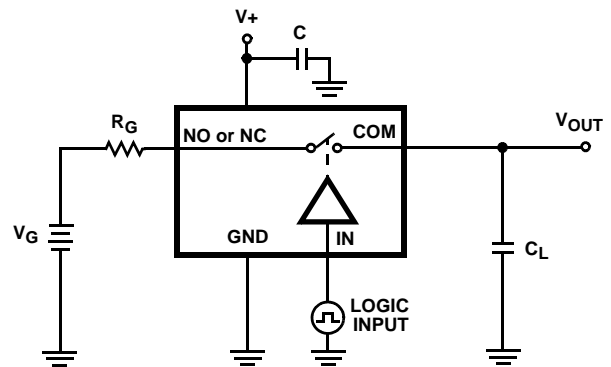 V+
C
RG
NO or NC
COM
VOUT
VG
GND
IN
CL
LOGIC
INPUT